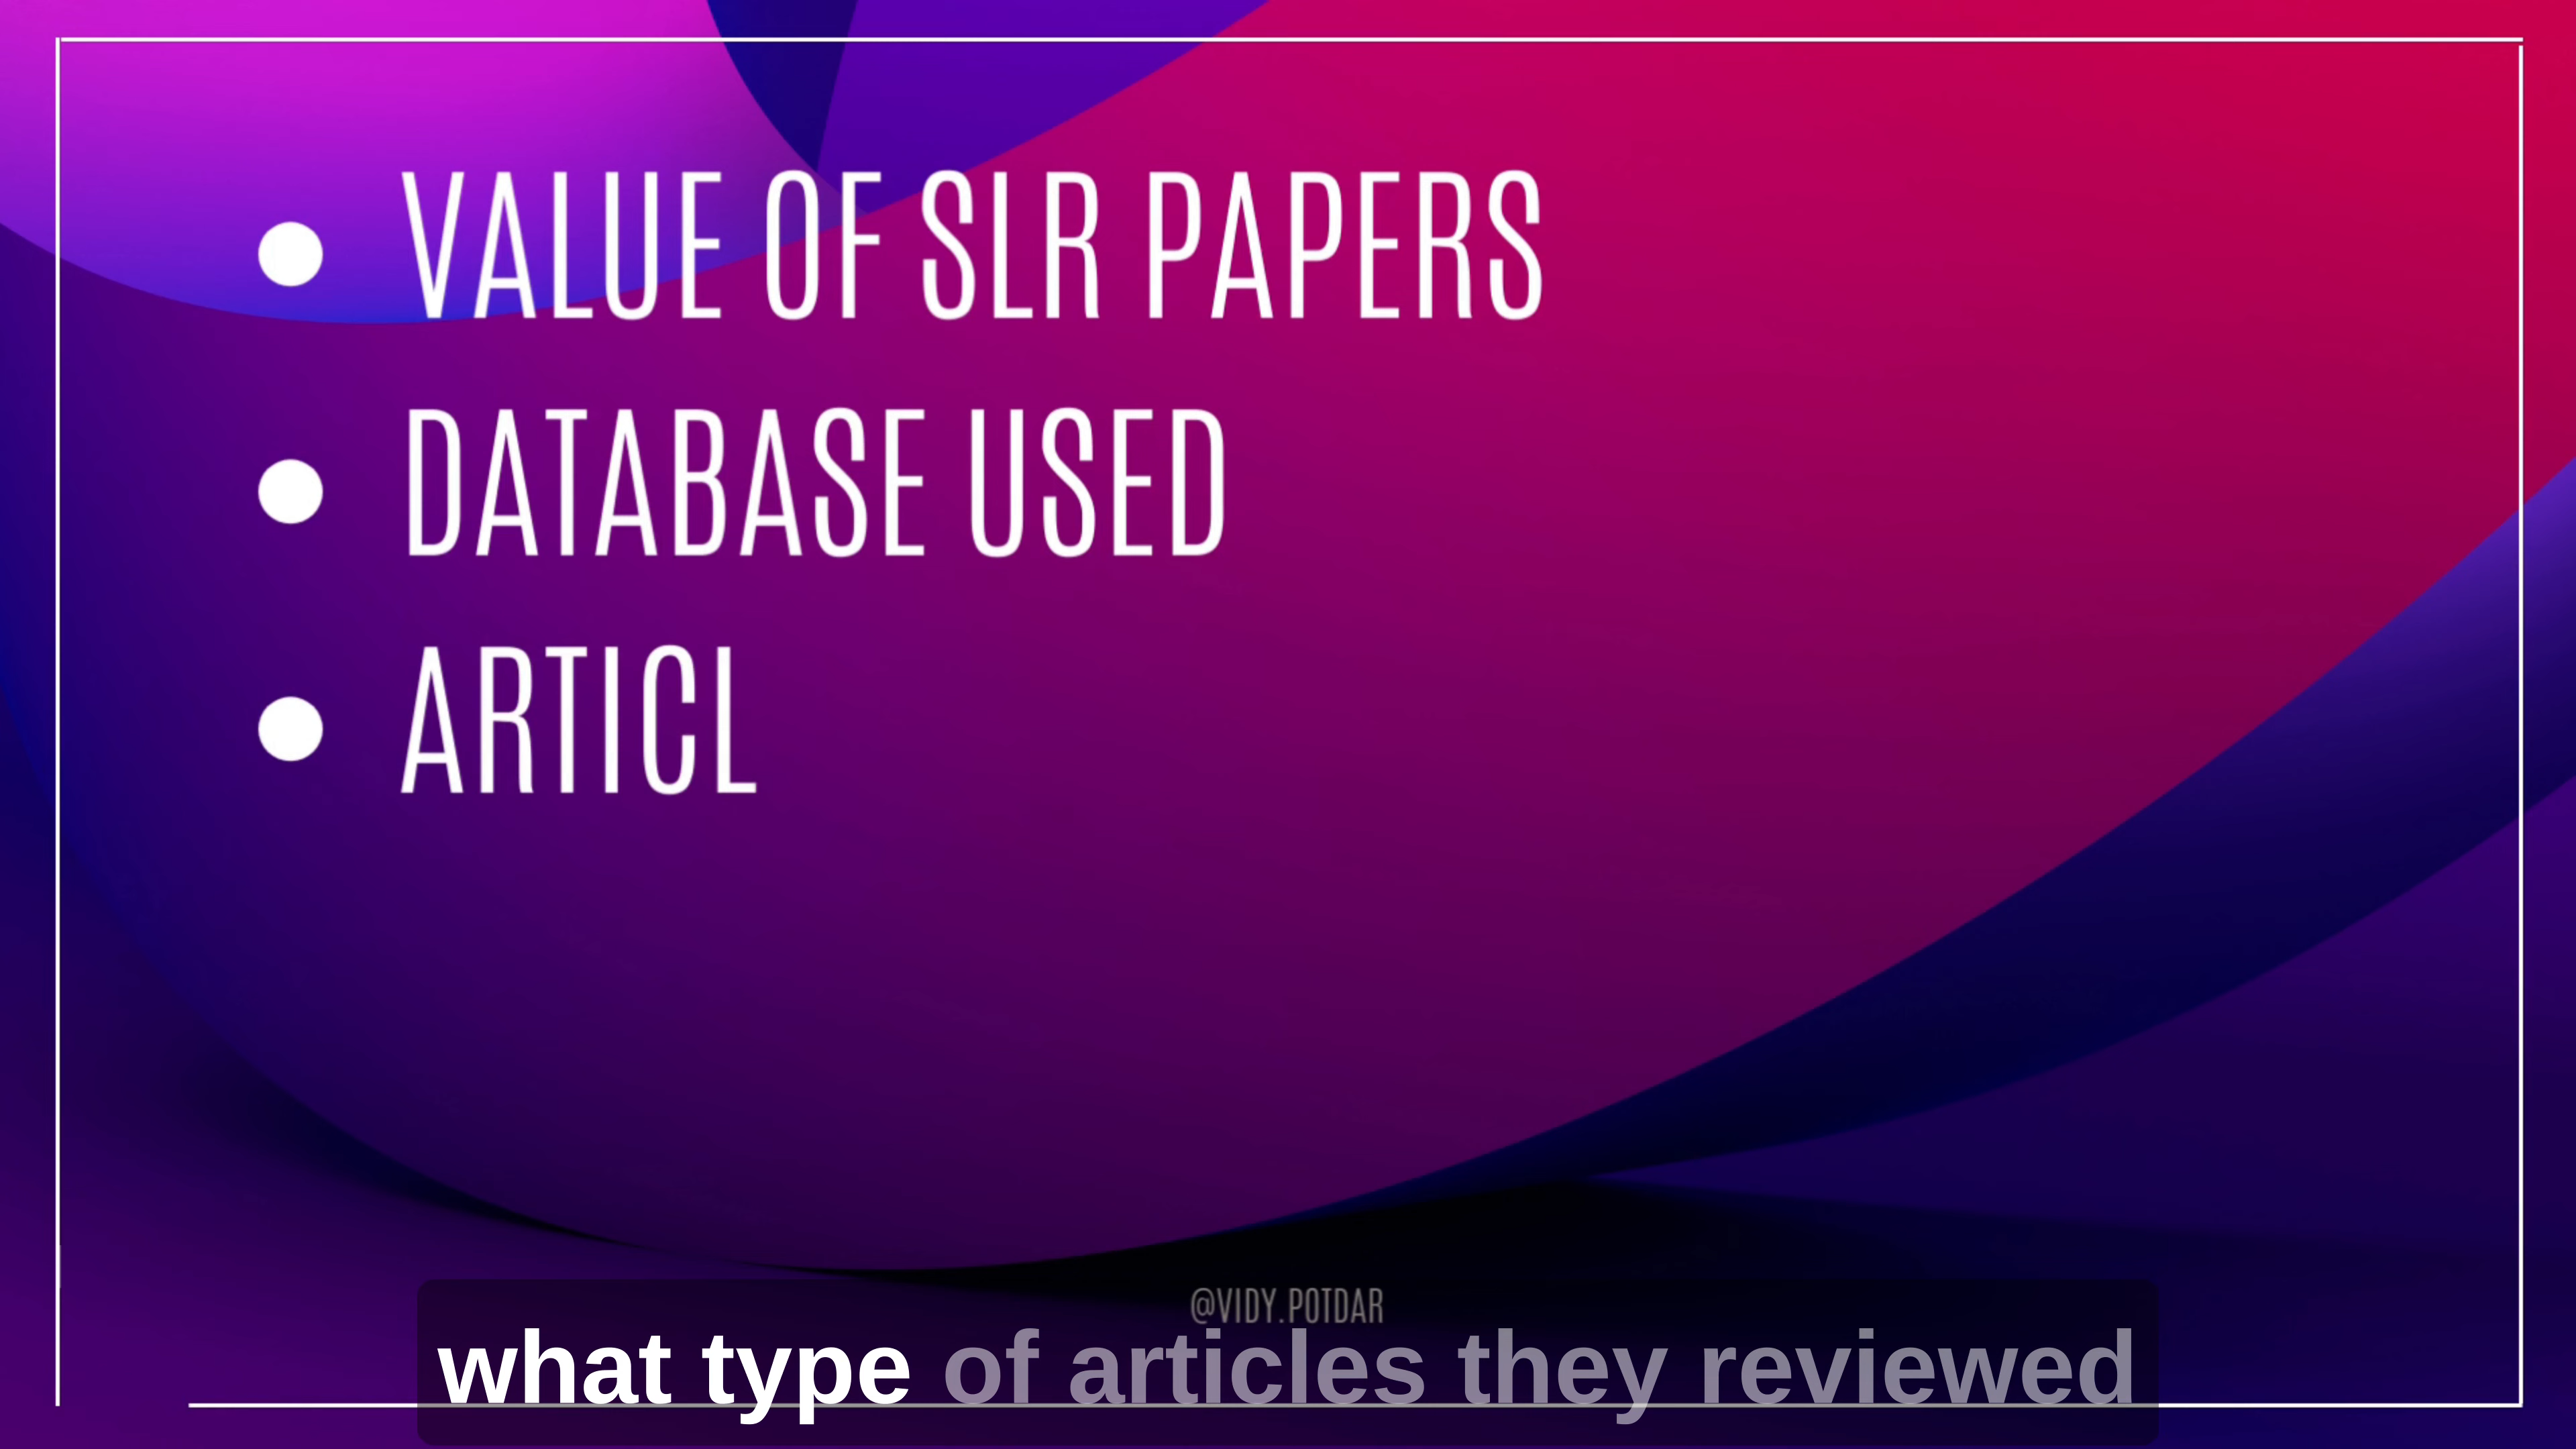 • VALUE OF SLR PAPERS
• DATABASE USED
• ARTICL
@VIDY.POTDAR
what type of articles they reviewed